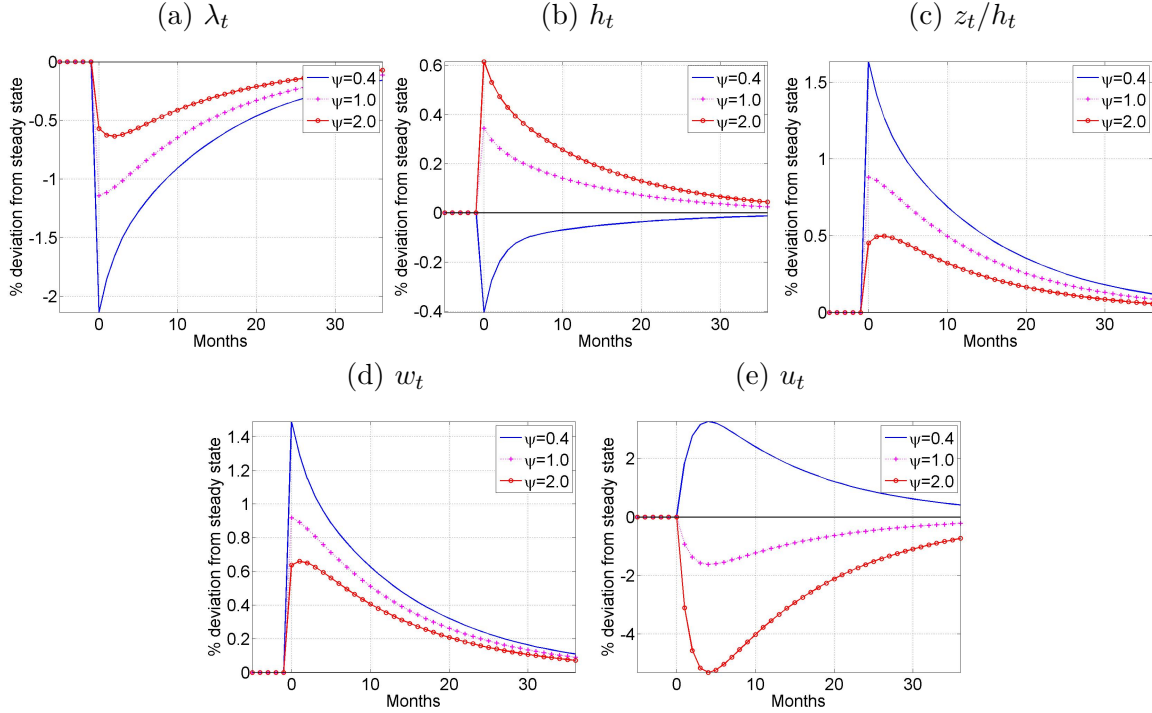 (a) λt
% deviation from steady state
0
-0.5
-1
-1.5
-2
ψ=0.4
ψ=1.0
ψ=2.0
0 10 20 30
Months
(b) ht
% deviation from steady state
0.6
0.4
0.2
0
-0.2
-0.4
ψ=0.4
ψ=1.0
ψ=2.0
0 10 20 30
Months
(c) zt/ht
% deviation from steady state
1.5
1
0.5
0
ψ=0.4
ψ=1.0
ψ=2.0
0 10 20 30
Months
(d) wt
% deviation from steady state
1.4
1.2
1
0.8
0.6
0.4
0.2
0
ψ=0.4
ψ=1.0
ψ=2.0
0 10 20 30
Months
(e) ut
% deviation from steady state
2
0
-2
-4
ψ=0.4
ψ=1.0
ψ=2.0
0 10 20 30
Months